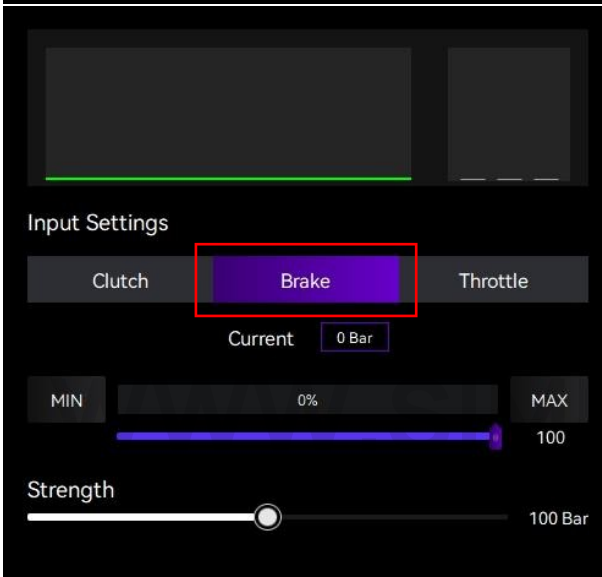 Input Settings
Clutch Brake Throttle
Current 0 Bar
MIN 0% MAX
100
Strength
100 Bar